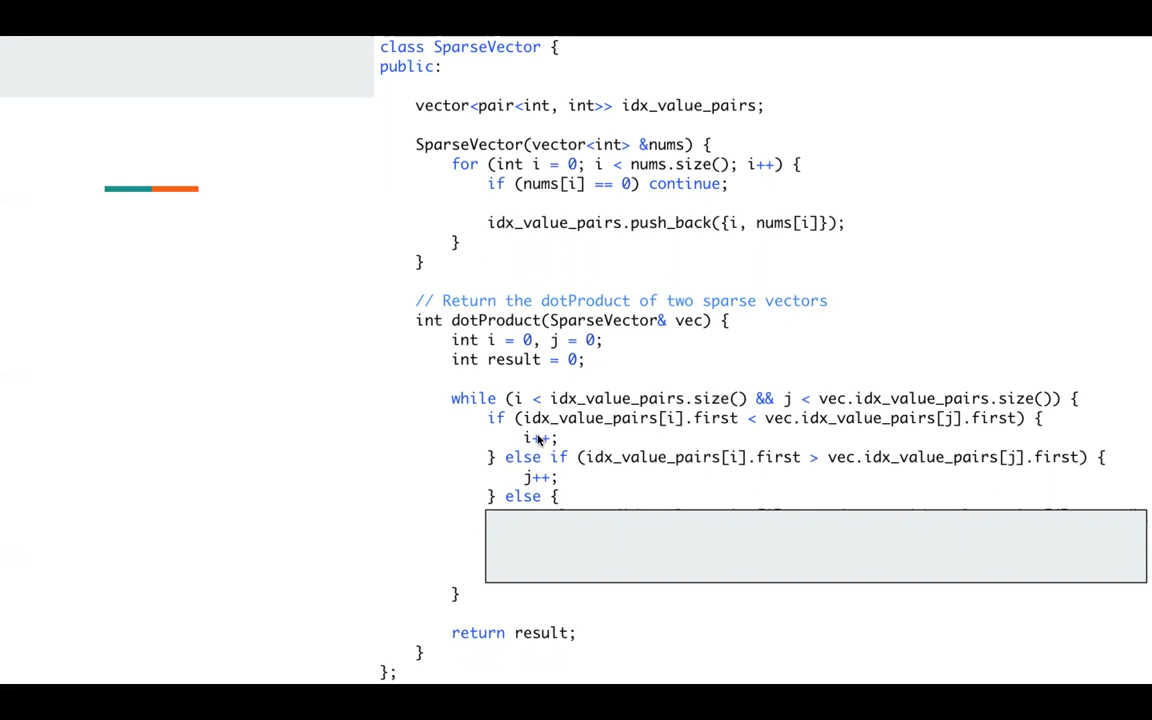 class SparseVector {
public:
vector<pair<int, int>> idx_value_pairs;
SparseVector(vector<int> &nums) {
for (int i = 0; i < nums.size(); i++) {
if (nums[i] == 0) continue;
idx_value_pairs.push_back({i, nums[i]});
}
}
// Return the dotProduct of two sparse vectors
int dotProduct(SparseVector& vec) {
int i = 0, j = 0;
int result = 0;
while (i < idx_value_pairs.size() && j < vec.idx_value_pairs.size()) {
if (idx_value_pairs[i].first < vec.idx_value_pairs[j].first) {
i++;
} else if (idx_value_pairs[i].first > vec.idx_value_pairs[j].first) {
j++;
} else {
}
return result;
}
};